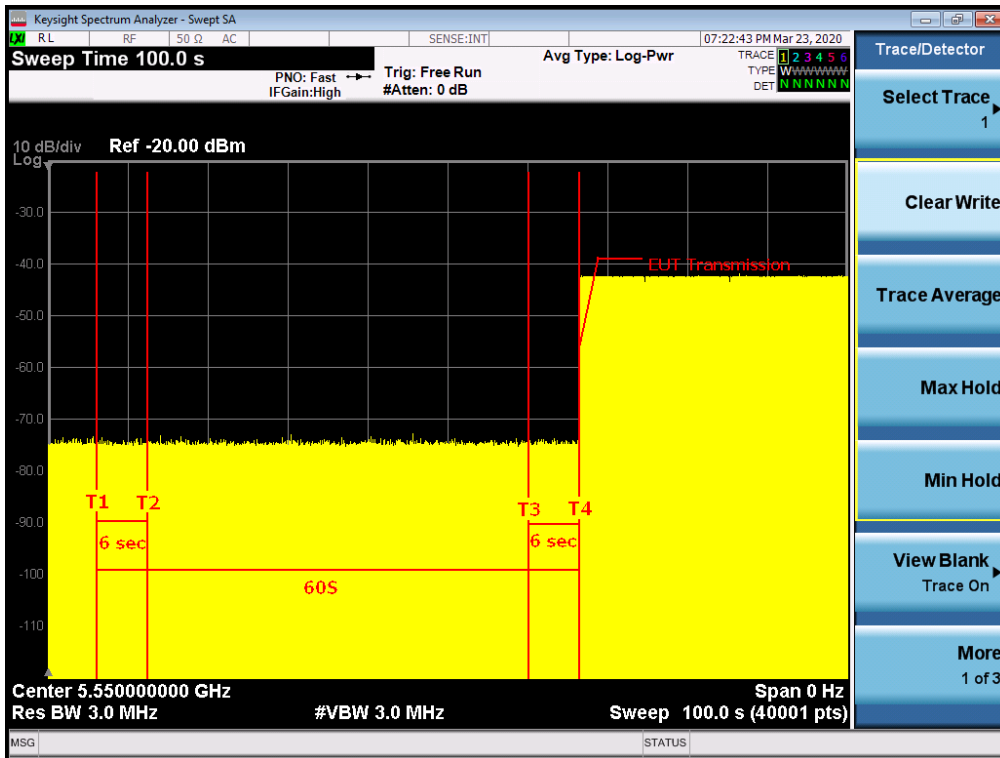 Keysight Spectrum Analyzer - Swept SA
LXI RL RF 50 Ω AC SENSE:INT 07:22:43 PM Mar 23, 2020
Sweep Time 100.0 s
PNO: Fast
IFGain:High
Trig: Free Run
#Atten: 0 dB
Avg Type: Log-Pwr
TRACE 1 2 3 4 5 6
TYPE WWWWWW
DET N N N N N N
10 dB/div Ref -20.00 dBm
Log
-30.0
-40.0
EUT Transmission
-50.0
-60.0
-70.0
-80.0
T1 T2 T3 T4
-90.0
6 sec 6 sec
-100
60S
-110
Center 5.550000000 GHz Span 0 Hz
Res BW 3.0 MHz #VBW 3.0 MHz Sweep 100.0 s (40001 pts)
MSG STATUS
Trace/Detector
Select Trace
1
Clear Write
Trace Average
Max Hold
Min Hold
View Blank
Trace On
More
1 of 3